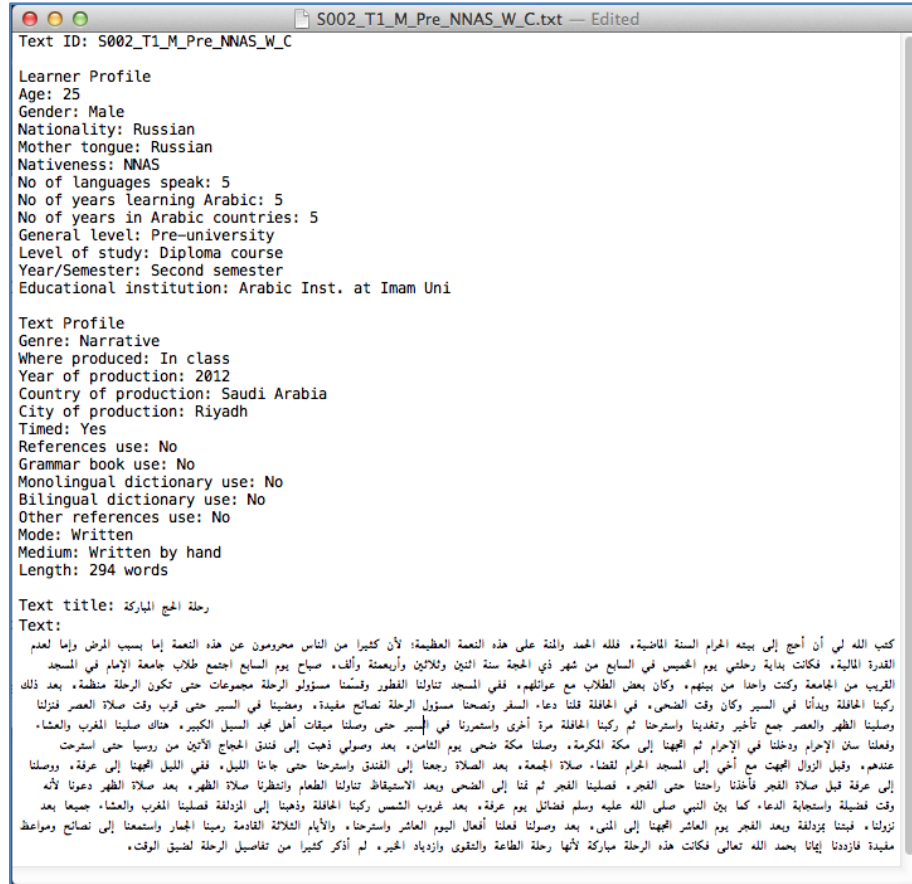 S002_T1_M_Pre_NNAS_W_C.txt — Edited
Text ID: S002_T1_M_Pre_NNAS_W_C
Learner Profile
Age: 25
Gender: Male
Nationality: Russian
Mother tongue: Russian
Nativeness: NNAS
No of languages speak: 5
No of years learning Arabic: 5
No of years in Arabic countries: 5
General level: Pre-university
Level of study: Diploma course
Year/Semester: Second semester
Educational institution: Arabic Inst. at Imam Uni
Text Profile
Genre: Narrative
Where produced: In class
Year of production: 2012
Country of production: Saudi Arabia
City of production: Riyadh
Timed: Yes
References use: No
Grammar book use: No
Monolingual dictionary use: No
Bilingual dictionary use: No
Other references use: No
Mode: Written
Medium: Written by hand
Length: 294 words
Text title: رحلة الحج المباركة
Text:
كتب الله لي أن أحج إلى بيته الحرام السنة الماضية. فلله الحمد والمنة على هذه النعمة العظيمة؛ لأن كثيرا من الناس محرومون عن هذه النعمة إما بسبب المرض وإما لعدم
القدرة المالية. فكانت بداية رحلتي يوم الخميس في السابع من شهر ذي الحجة سنة اثنين وثلاثين وأربعمئة وألف. صباح يوم السابع اجتمع طلاب جامعة الإمام في المسجد
القريب من الجامعة وكنت واحدا من بينهم. وكان بعض الطلاب مع عوائلهم. ففي المسجد تناولنا الفطور وقسّمنا مسؤولو الرحلة مجموعات حتى تكون الرحلة منظمة. بعد ذلك
ركبنا الحافلة وبدأنا في السير وكان وقت الضحى. في الحافلة قلنا دعاء السفر ونصحنا مسؤول الرحلة نصائح مفيدة. ومضينا في السير حتى قرب وقت صلاة العصر فنزلنا
وصلينا الظهر والعصر جمع تأخير وتغدينا واسترحنا ثم ركبنا الحافلة مرة أخرى واستمررنا في السير حتى وصلنا ميقات أهل نجد السيل الكبير. هناك صلينا المغرب والعشاء
وفعلنا سنن الإحرام ودخلنا في الإحرام ثم اتجهنا إلى مكة المكرمة. وصلنا مكة ضحى يوم الثامن. بعد وصولي ذهبت إلى فندق الحجاج الآتين من روسيا حتى استرحت
عندهم. وقبل الزوال اتجهت مع أخي إلى المسجد الحرام لقضاء صلاة الجمعة. بعد الصلاة رجعنا إلى الفندق واسترحنا حتى جاءنا الليل. ففي الليل اتجهنا إلى عرفة. ووصلنا
إلى عرفة قبل صلاة الفجر فأخذنا راحتنا حتى الفجر. فصلينا الفجر ثم نمنا إلى الضحى وبعد الاستيقاظ تناولنا الطعام وانتظرنا صلاة الظهر. بعد صلاة الظهر دعونا لأنه
وقت فضيلة واستجابة الدعاء كما بين النبي صلى الله عليه وسلم فضائل يوم عرفة. بعد غروب الشمس ركبنا الحافلة وذهبنا إلى المزدلفة فصلينا المغرب والعشاء جميعا بعد
نزولنا. فبتنا بمزدلفة وبعد الفجر يوم العاشر اتجهنا إلى المنى. بعد وصولنا فعلنا أفعال اليوم العاشر واسترحنا. والأيام الثلاثة القادمة رمينا الجمار واستمعنا إلى نصائح ومواعظ
مفيدة فازددنا إيمانا بحمد الله تعالى فكانت هذه الرحلة مباركة لأنها رحلة الطاعة والتقوى وازدياد الخير. لم أذكر كثيرا من تفاصيل الرحلة لضيق الوقت.